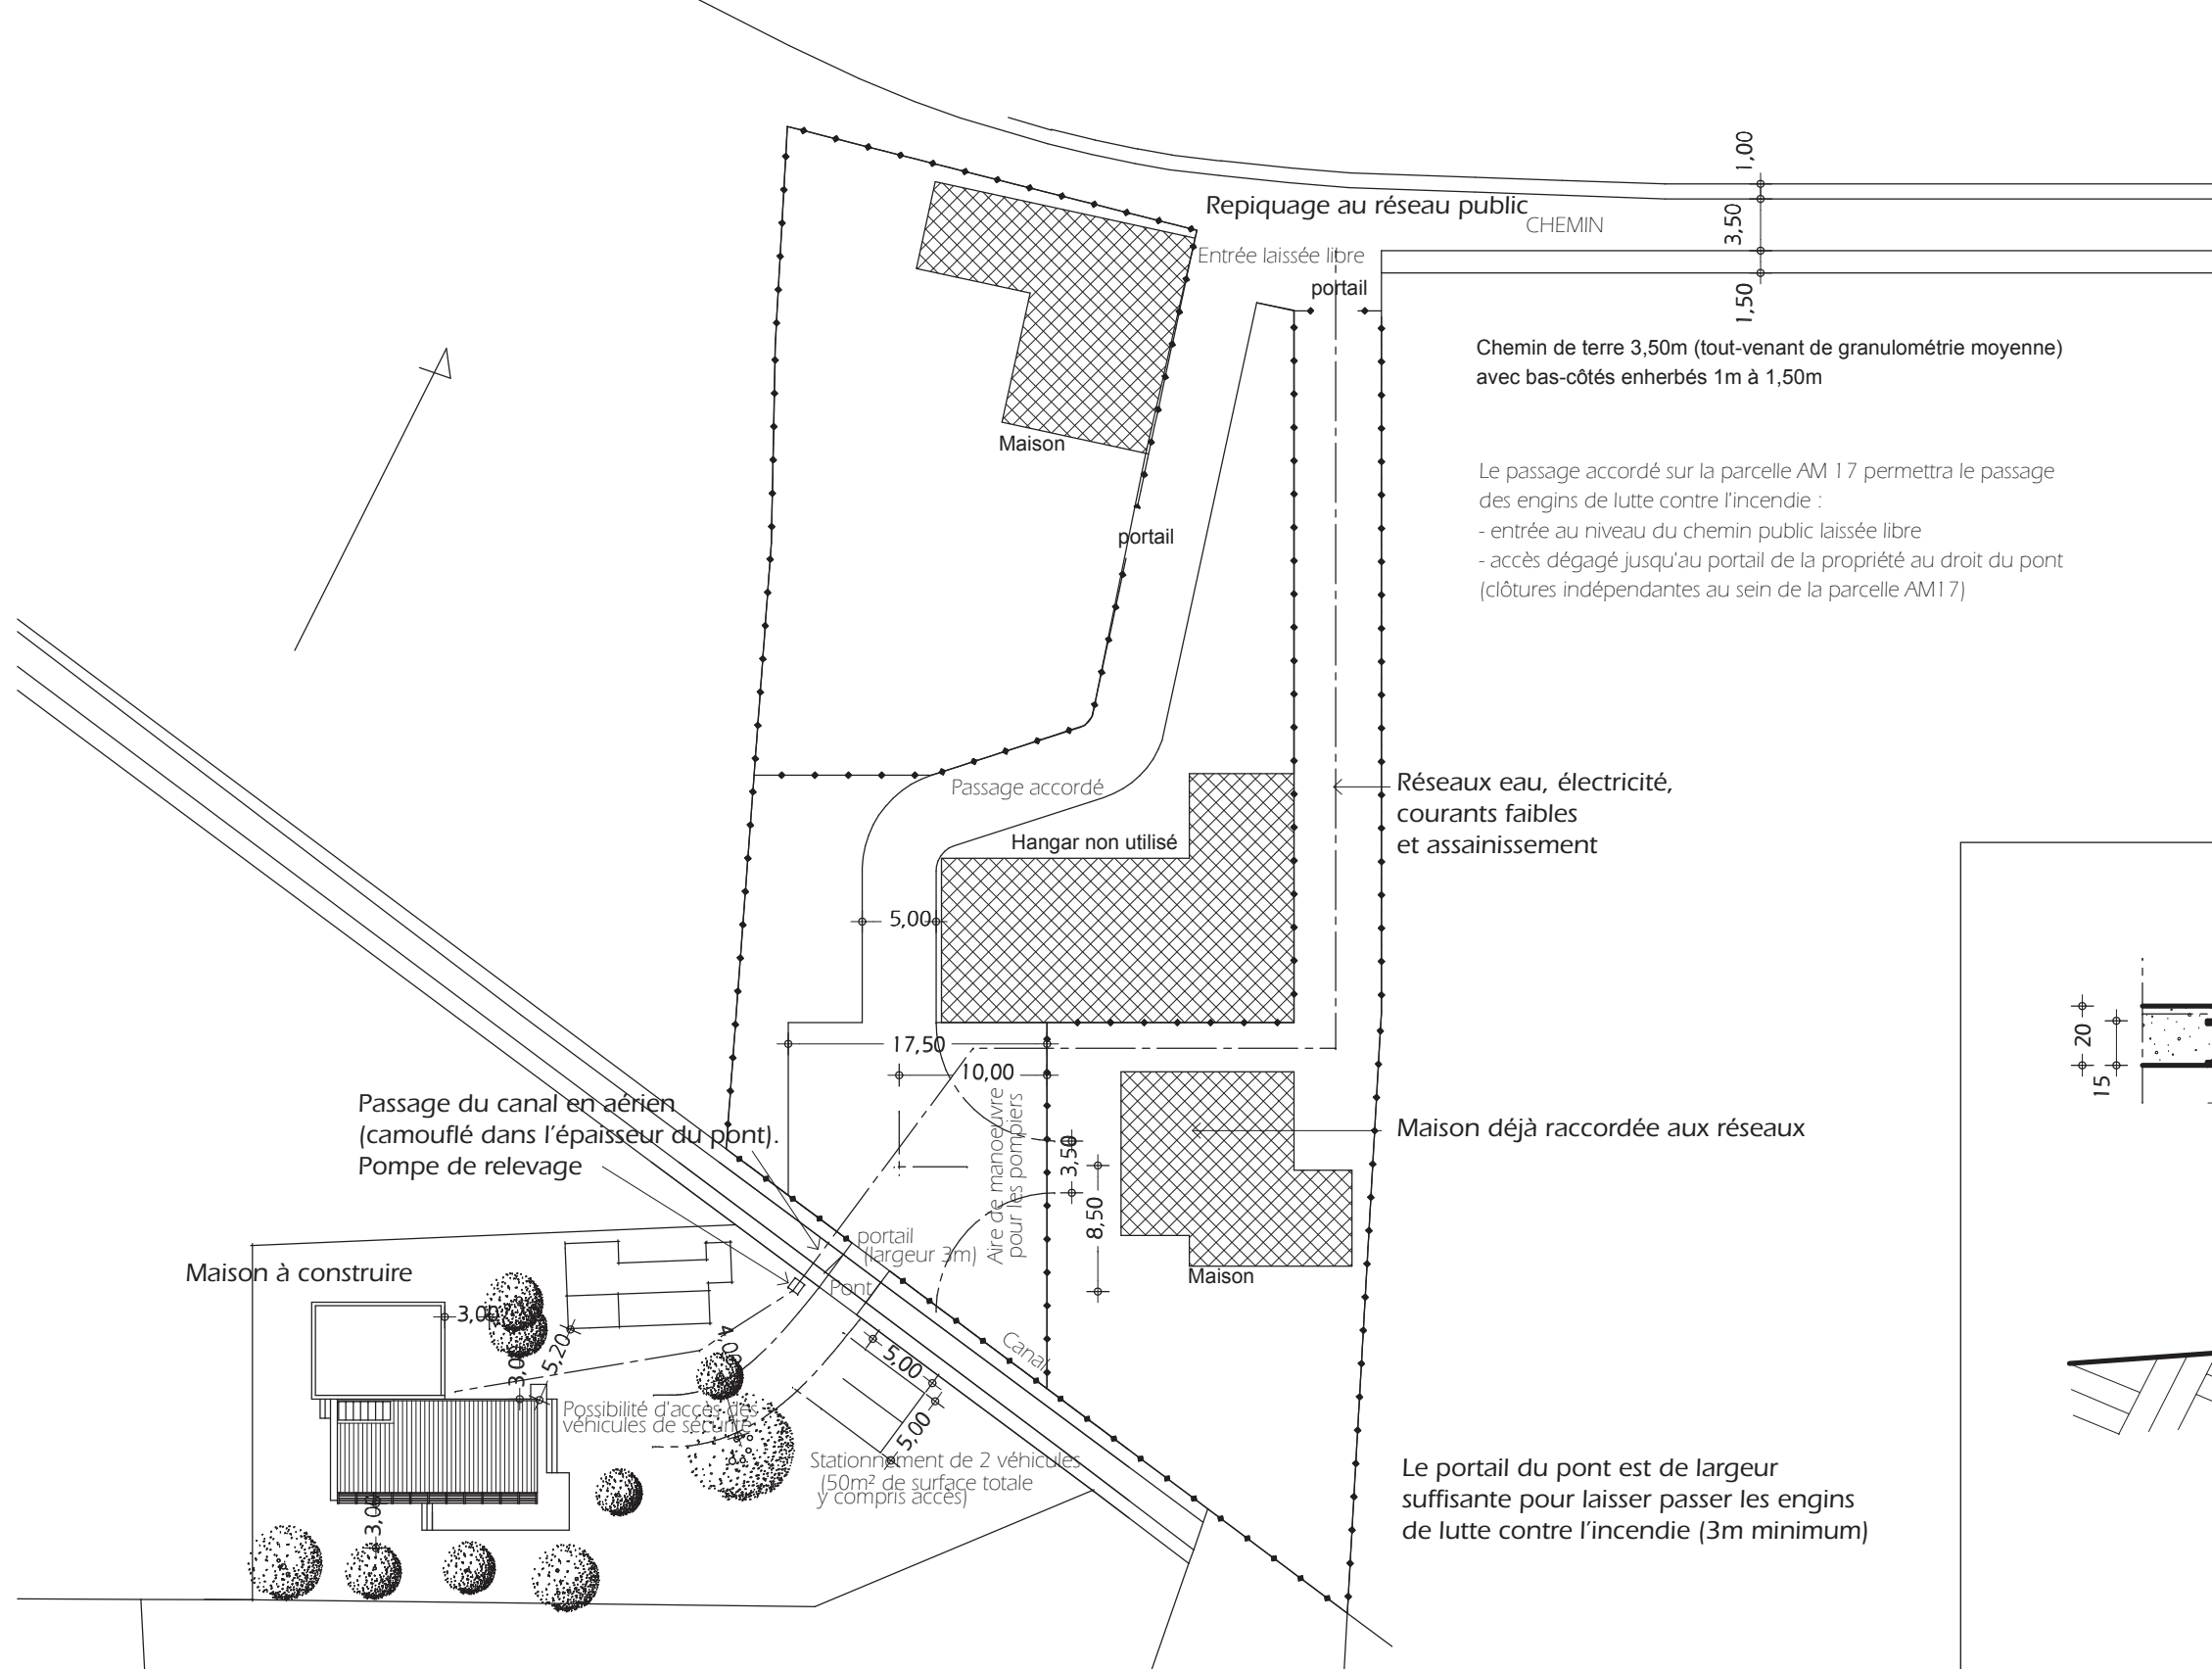 1,00
3,50
1,50
Repiquage au réseau public
CHEMIN
Entrée laissée libre
portail
Chemin de terre 3,50m (tout-venant de granulométrie moyenne)
avec bas-côtés enherbés 1m à 1,50m
Maison
Le passage accordé sur la parcelle AM 17 permettra le passage
des engins de lutte contre l'incendie :
- entrée au niveau du chemin public laissée libre
- accès dégagé jusqu'au portail de la propriété au droit du pont
(clôtures indépendantes au sein de la parcelle AM17)
portail
Passage accordé
Réseaux eau, électricité,
courants faibles
et assainissement
Hangar non utilisé
5,00
17,50
10,00
20
15
Passage du canal en aérien
(camouflé dans l'épaisseur du pont).
Pompe de relevage
Aire de manoeuvre
pour les pompiers
3,50
8,50
Maison déjà raccordée aux réseaux
portail
(largeur 3m)
Maison
Pont
Canal
Maison à construire
3,00
3,00
5,20
4,00
5,00
5,00
Possibilité d'accès des
véhicules de sécurité
Stationnement de 2 véhicules
(50m² de surface totale
y compris accès)
3,00
Le portail du pont est de largeur
suffisante pour laisser passer les engins
de lutte contre l'incendie (3m minimum)